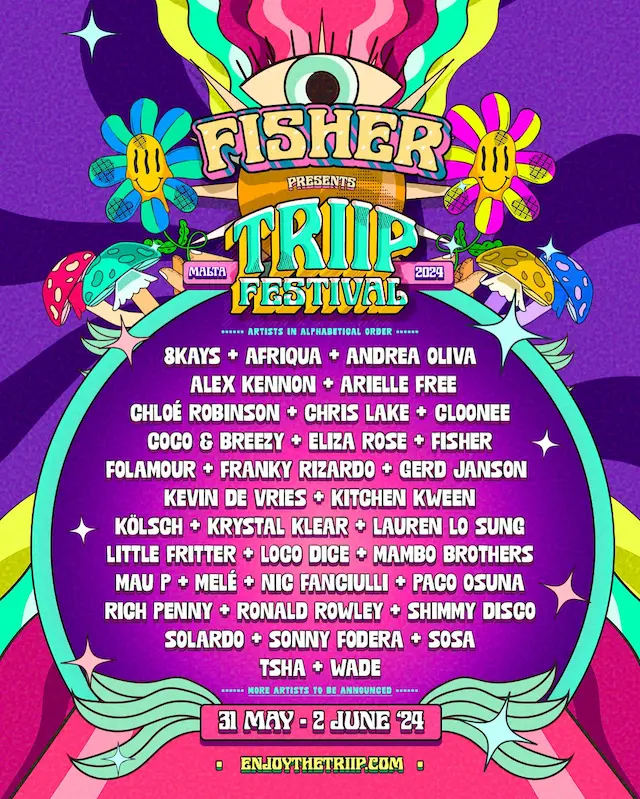 FISHER
PRESENTS
TRIIP
MALTA
2024
FESTIVAL
ARTISTS IN ALPHABETICAL ORDER
8KAYS + AFRIQUA + ANDREA OLIVA
ALEX KENNON + ARIELLE FREE
CHLOÉ ROBINSON + CHRIS LAKE + CLOONEE
COCO & BREEZY + ELIZA ROSE + FISHER
FOLAMOUR + FRANKY RIZARDO + GERD JANSON
KEVIN DE VRIES + KITCHEN KWEEN
KÖLSCH + KRYSTAL KLEAR + LAUREN LO SUNG
LITTLE FRITTER + LOCO DICE + MAMBO BROTHERS
MAU P + MELÉ + NIC FANCIULLI + PACO OSUNA
RICH PENNY + RONALD ROWLEY + SHIMMY DISCO
SOLARDO + SONNY FODERA + SOSA
TSHA + WADE
MORE ARTISTS TO BE ANNOUNCED
31 MAY - 2 JUNE '24
ENJOYTHETRIIP.COM